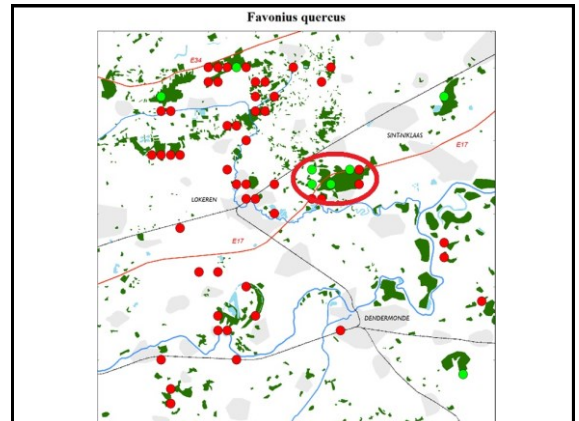 Favonius quercus
E34
SINT-NIKLAAS
E17
LOKEREN
E17
DENDERMONDE